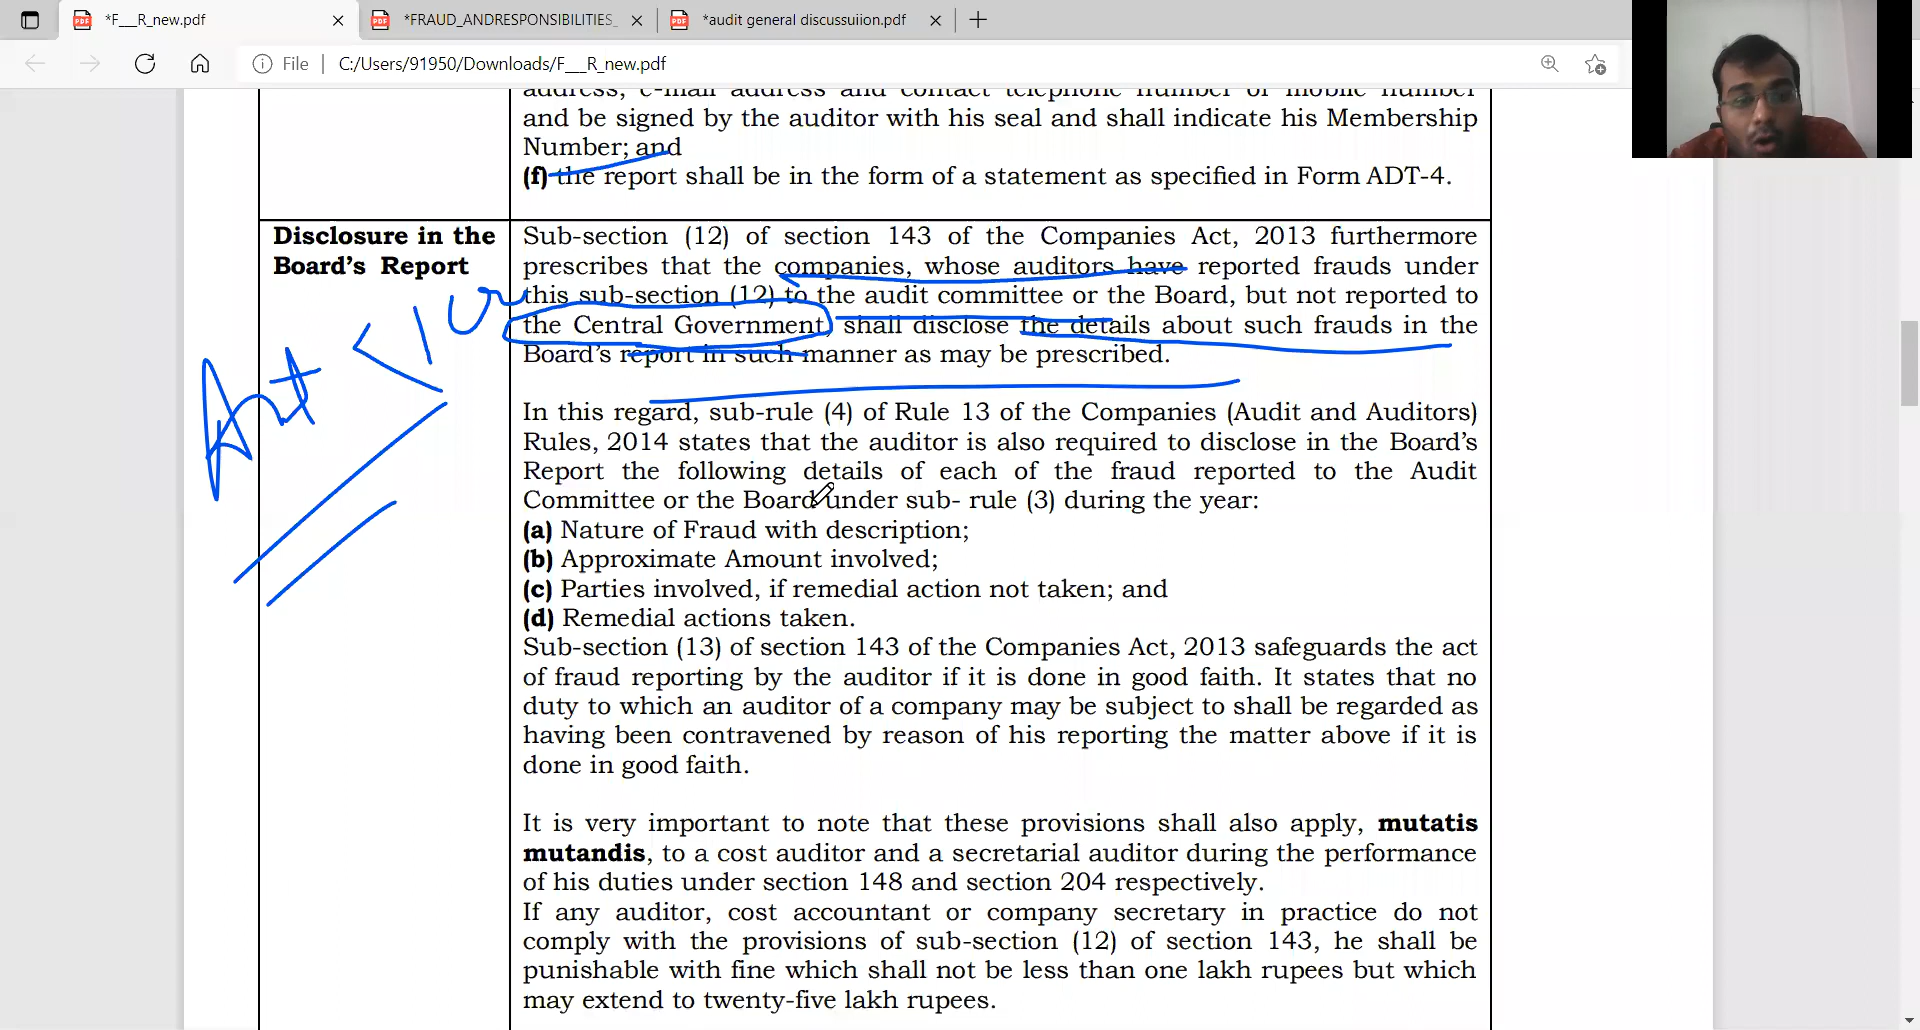 *F__R_new.pdf
*FRAUD_ANDRESPONSIBILITIES_
*audit general discussuiion.pdf
File | C:/Users/91950/Downloads/F__R_new.pdf
address, e-mail address and contact telephone number or mobile number
and be signed by the auditor with his seal and shall indicate his Membership
Number; and
(f) the report shall be in the form of a statement as specified in Form ADT-4.
Disclosure in the
Board's Report
Sub-section (12) of section 143 of the Companies Act, 2013 furthermore
prescribes that the companies, whose auditors have reported frauds under
this sub-section (12) to the audit committee or the Board, but not reported to
the Central Government, shall disclose the details about such frauds in the
Board's report in such manner as may be prescribed.
Amt < 1 cr
In this regard, sub-rule (4) of Rule 13 of the Companies (Audit and Auditors)
Rules, 2014 states that the auditor is also required to disclose in the Board's
Report the following details of each of the fraud reported to the Audit
Committee or the Board under sub- rule (3) during the year:
(a) Nature of Fraud with description;
(b) Approximate Amount involved;
(c) Parties involved, if remedial action not taken; and
(d) Remedial actions taken.
Sub-section (13) of section 143 of the Companies Act, 2013 safeguards the act
of fraud reporting by the auditor if it is done in good faith. It states that no
duty to which an auditor of a company may be subject to shall be regarded as
having been contravened by reason of his reporting the matter above if it is
done in good faith.
It is very important to note that these provisions shall also apply, mutatis
mutandis, to a cost auditor and a secretarial auditor during the performance
of his duties under section 148 and section 204 respectively.
If any auditor, cost accountant or company secretary in practice do not
comply with the provisions of sub-section (12) of section 143, he shall be
punishable with fine which shall not be less than one lakh rupees but which
may extend to twenty-five lakh rupees.